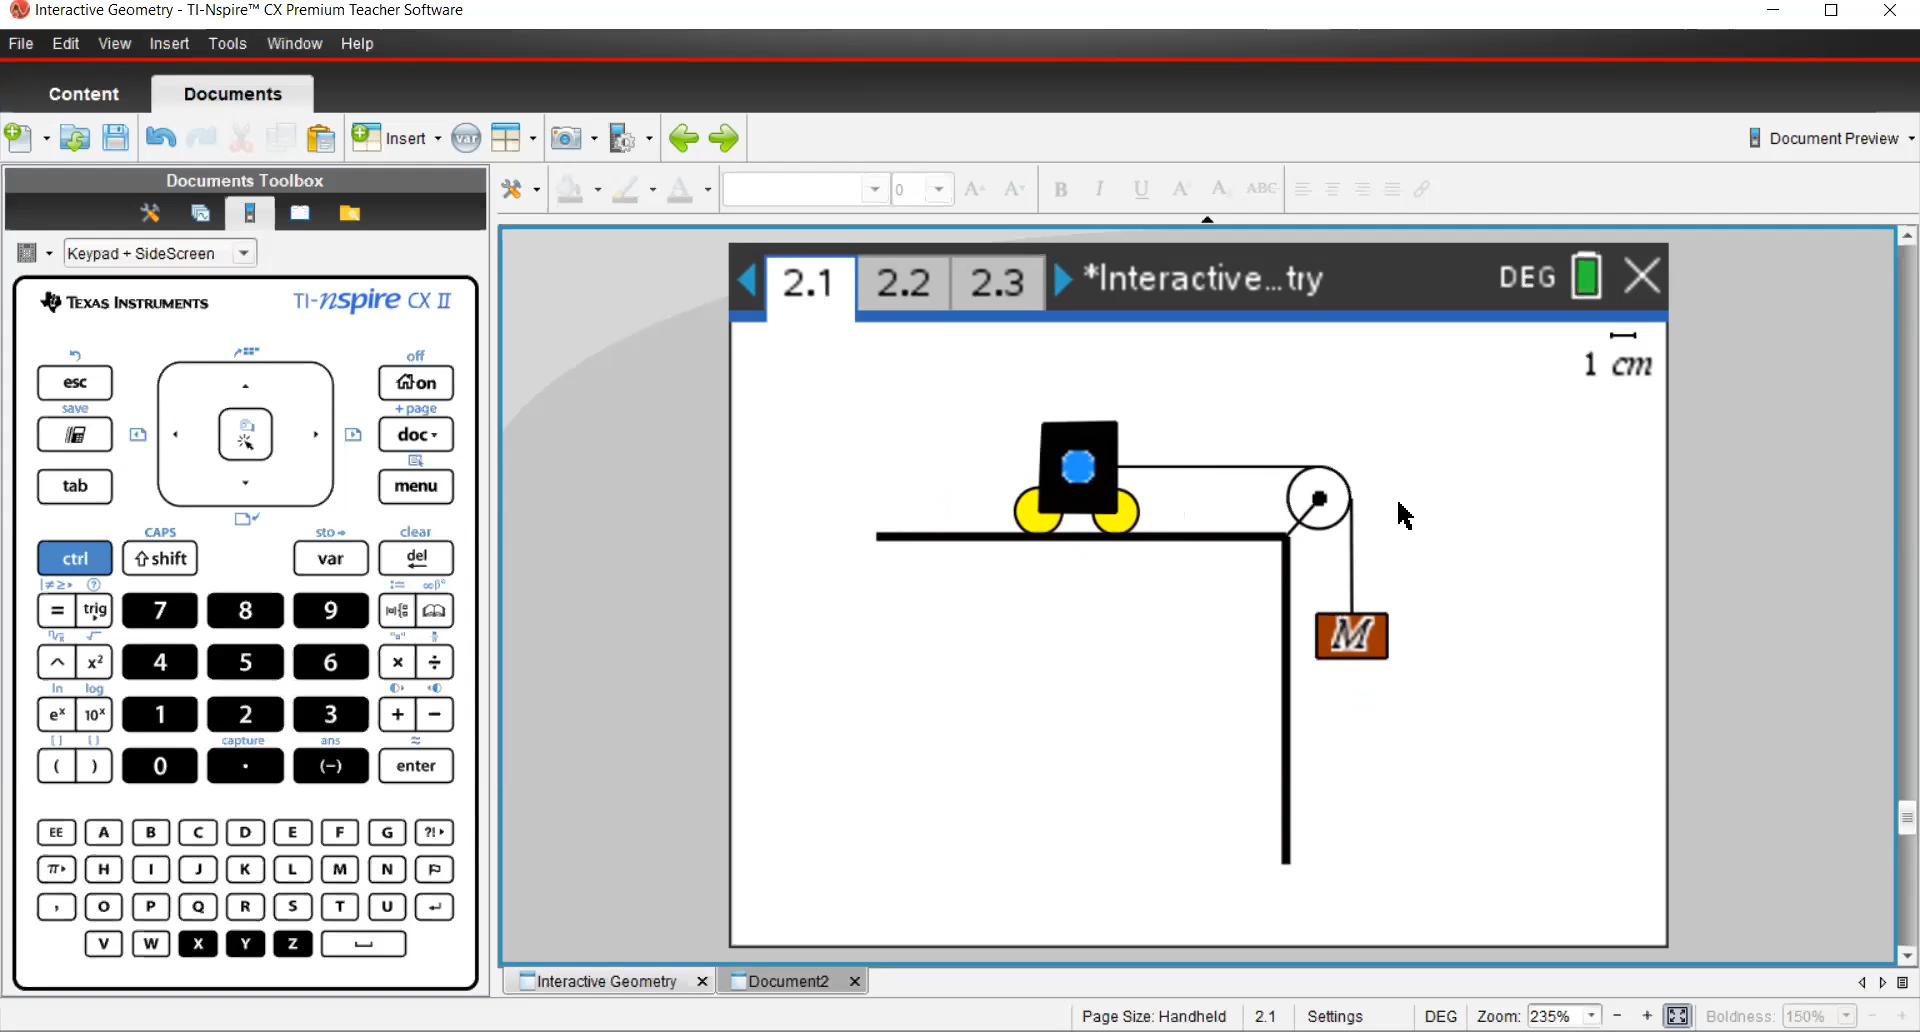 Interactive Geometry - TI-Nspire™ CX Premium Teacher Software
File Edit View Insert Tools Window Help
Content Documents
Insert var Document Preview
Documents Toolbox
0 B I U A A ABC
Keypad + SideScreen
TEXAS INSTRUMENTS TI-nspire CX II
2.1 2.2 2.3 *Interactive...try DEG
1 cm
off
esc on
save + page
doc
tab menu
CAPS sto clear
ctrl shift var del
= trig 7 8 9
^ x² 4 5 6 × ÷
ln log
eˣ 10ˣ 1 2 3 + −
[ ] { } capture ans ≈
( ) 0 . (−) enter
EE A B C D E F G ?!
π H I J K L M N
, O P Q R S T U
V W X Y Z
M
Interactive Geometry Document2
Page Size: Handheld 2.1 Settings DEG Zoom: 235% - + Boldness: 150% - +